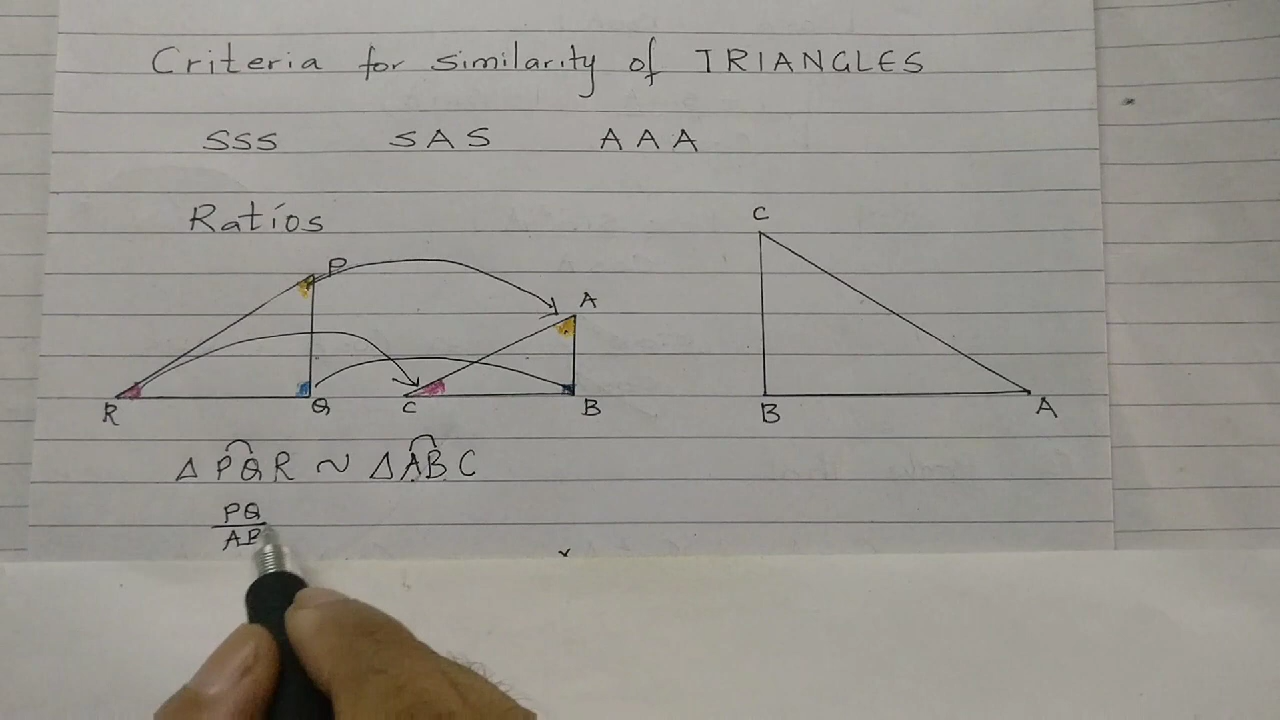 Criteria for similarity of TRIANGLES
SSS SAS AAA
Ratios
C
P
A
R Q C B
B A
Δ PQR ~ Δ ABC
PQ
AB